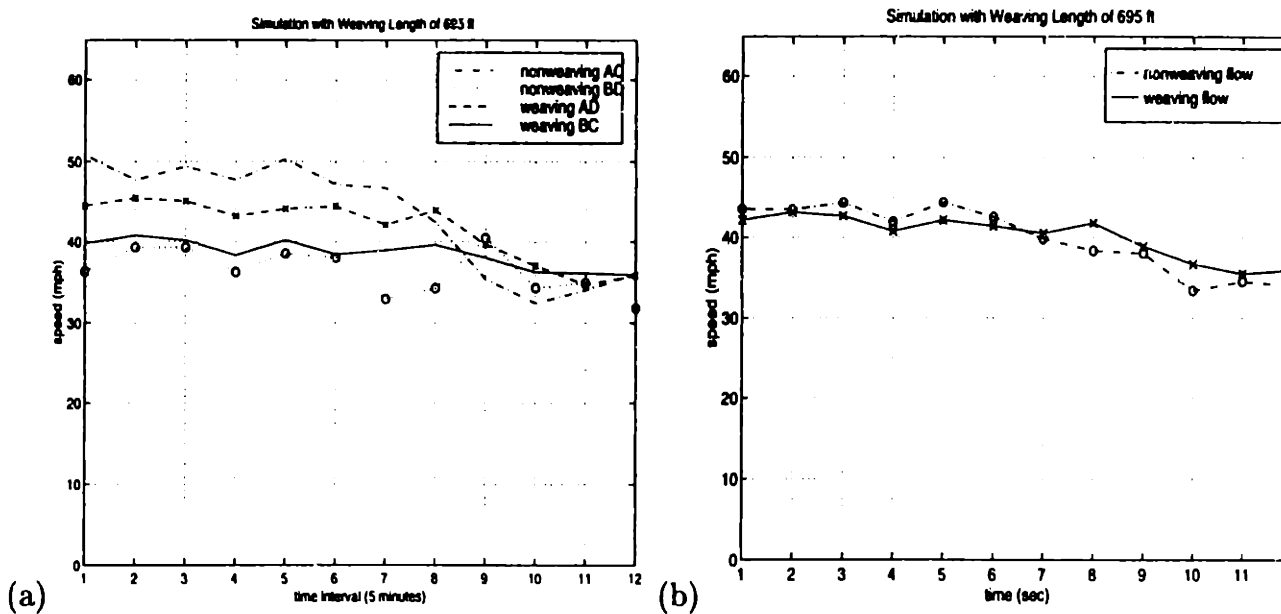 Simulation with Weaving Length of 695 ft
nonweaving AC
nonweaving BD
weaving AD
weaving BC
60
50
40
30
20
10
0
speed (mph)
1 2 3 4 5 6 7 8 9 10 11 12
time interval (5 minutes)
(a)
Simulation with Weaving Length of 695 ft
nonweaving flow
weaving flow
60
50
40
30
20
10
0
speed (mph)
1 2 3 4 5 6 7 8 9 10 11
time (sec)
(b)